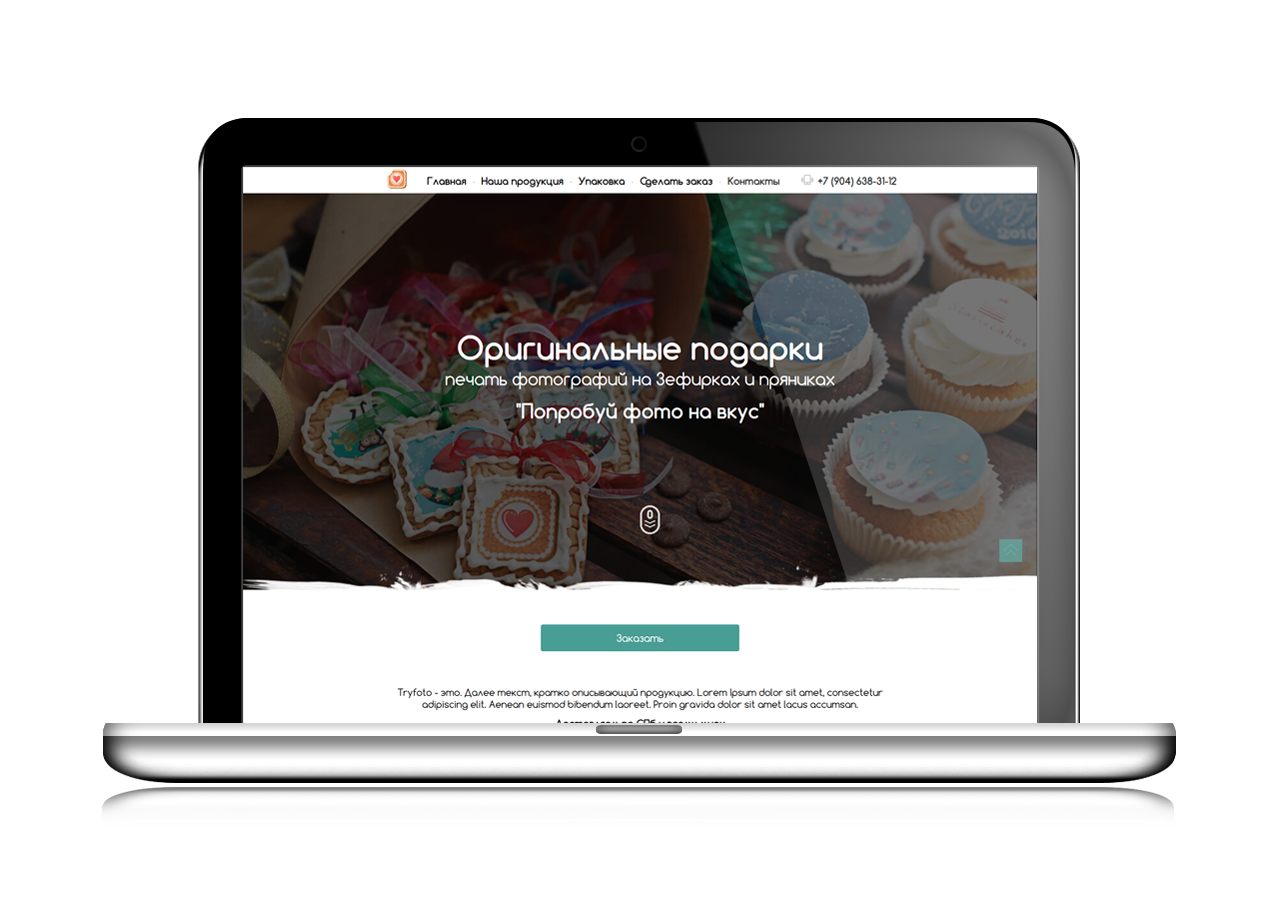 Главная · Наша продукция · Упаковка · Сделать заказ · Контакты +7 (904) 638-31-12
Оригинальные подарки
печать фотографий на Зефирках и пряниках
"Попробуй фото на вкус"
Заказать
Tryfoto - это. Далее текст, кратко описывающий продукцию. Lorem Ipsum dolor sit amet, consectetur
adipiscing elit. Aenean euismod bibendum laoreet. Proin gravida dolor sit amet lacus accumsan.